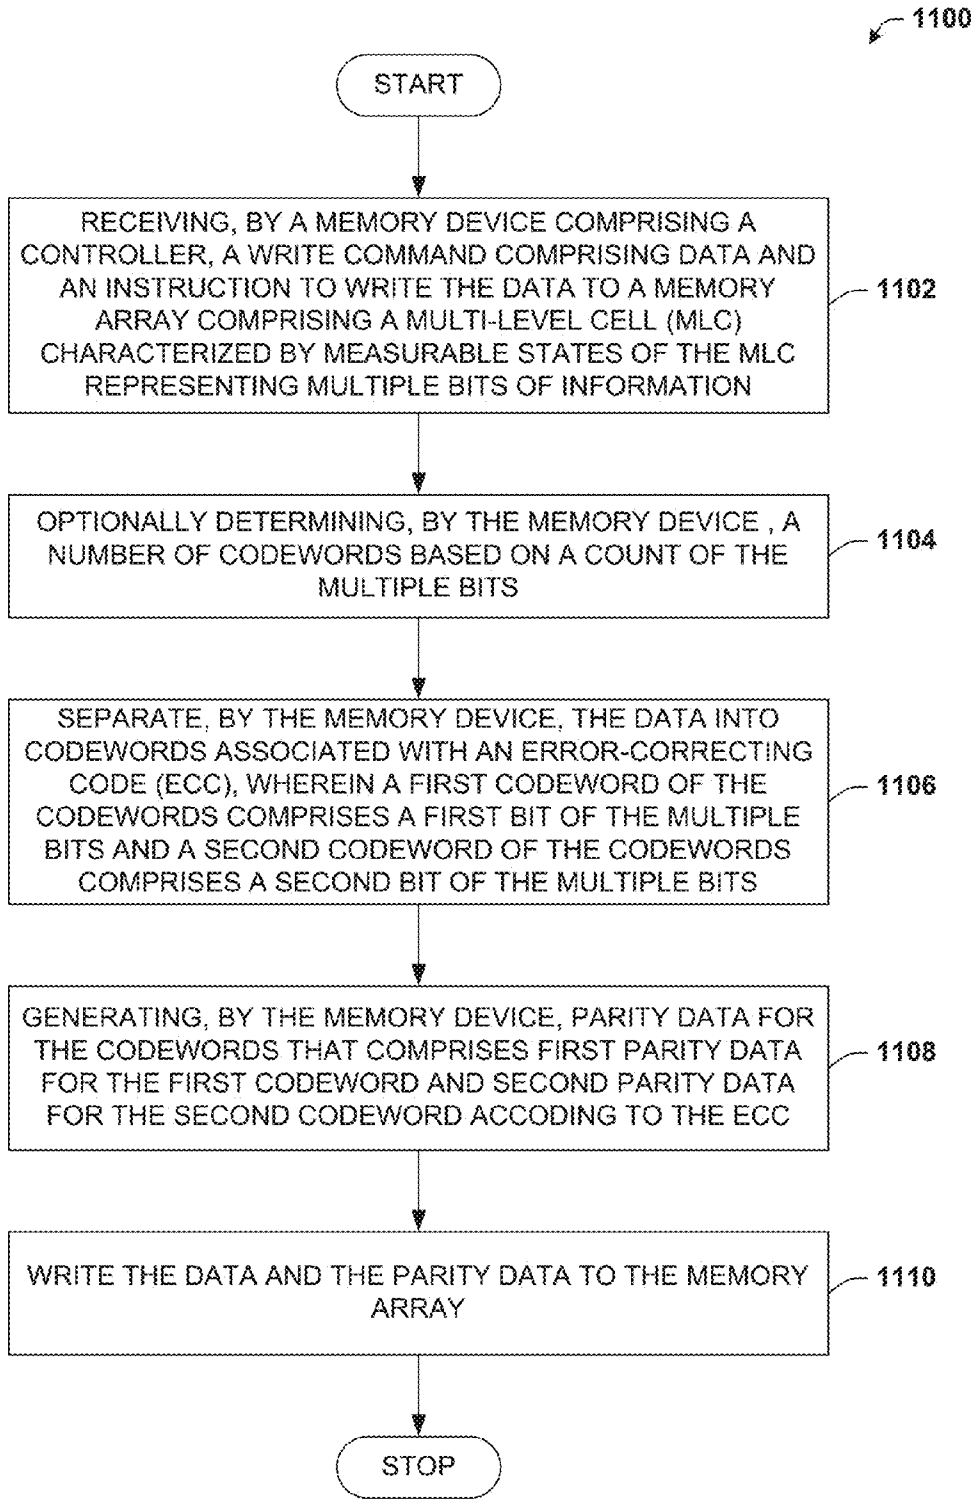 1100
START
RECEIVING, BY A MEMORY DEVICE COMPRISING A
CONTROLLER, A WRITE COMMAND COMPRISING DATA AND
AN INSTRUCTION TO WRITE THE DATA TO A MEMORY
ARRAY COMPRISING A MULTI-LEVEL CELL (MLC)
CHARACTERIZED BY MEASURABLE STATES OF THE MLC
REPRESENTING MULTIPLE BITS OF INFORMATION
1102
OPTIONALLY DETERMINING, BY THE MEMORY DEVICE , A
NUMBER OF CODEWORDS BASED ON A COUNT OF THE
MULTIPLE BITS
1104
SEPARATE, BY THE MEMORY DEVICE, THE DATA INTO
CODEWORDS ASSOCIATED WITH AN ERROR-CORRECTING
CODE (ECC), WHEREIN A FIRST CODEWORD OF THE
CODEWORDS COMPRISES A FIRST BIT OF THE MULTIPLE
BITS AND A SECOND CODEWORD OF THE CODEWORDS
COMPRISES A SECOND BIT OF THE MULTIPLE BITS
1106
GENERATING, BY THE MEMORY DEVICE, PARITY DATA FOR
THE CODEWORDS THAT COMPRISES FIRST PARITY DATA
FOR THE FIRST CODEWORD AND SECOND PARITY DATA
FOR THE SECOND CODEWORD ACCODING TO THE ECC
1108
WRITE THE DATA AND THE PARITY DATA TO THE MEMORY
ARRAY
1110
STOP